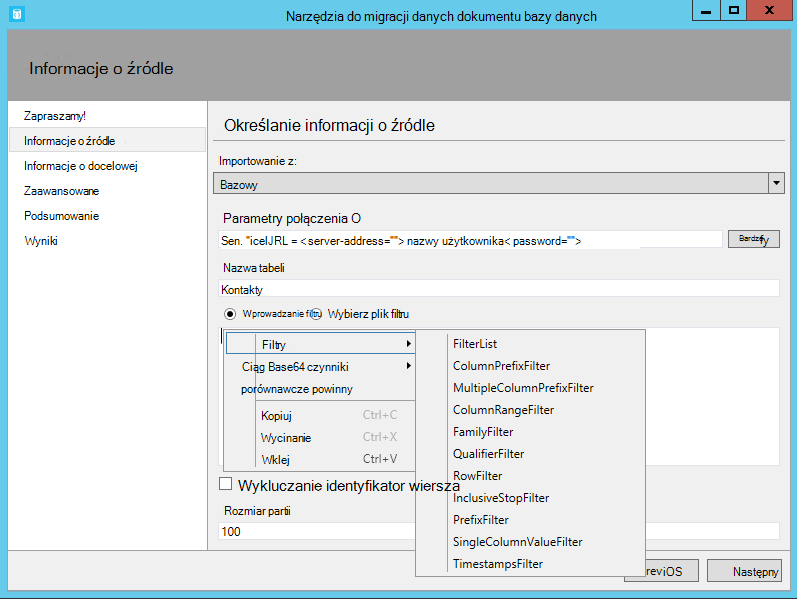 Narzędzia do migracji danych dokumentu bazy danych
X
Informacje o źródle
Zapraszamy!
Informacje o źródle
Informacje o docelowej
Zaawansowane
Podsumowanie
Wyniki
Określanie informacji o źródle
Importowanie z:
Bazowy
Parametry połączenia O
Sen. "iceIJRL = <server-address=""> nazwy użytkownika< password="">
Nazwa tabeli
Kontakty
Wprowadzanie filtru Wybierz plik filtru
Filtry
Ciąg Base64 czynniki
porównawcze powinny
Kopiuj Ctrl+C
Wycinanie Ctrl+X
Wklej Ctrl+V
FilterList
ColumnPrefixFilter
MultipleColumnPrefixFilter
ColumnRangeFilter
FamilyFilter
QualifierFilter
RowFilter
InclusiveStopFilter
PrefixFilter
SingleColumnValueFilter
TimestampsFilter
Wykluczanie identyfikator wiersza
Rozmiar partii
100
reviOS
Następny